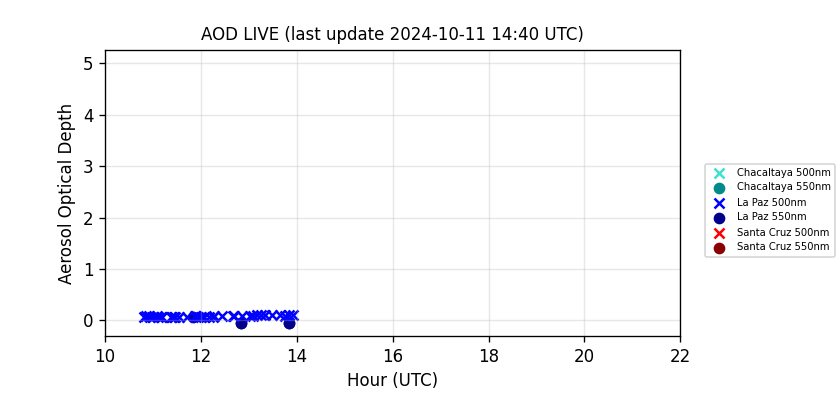 AOD LIVE (last update 2024-10-11 14:40 UTC)
Aerosol Optical Depth
5
4
3
2
1
0
10 12 14 16 18 20 22
Hour (UTC)
Chacaltaya 500nm
Chacaltaya 550nm
La Paz 500nm
La Paz 550nm
Santa Cruz 500nm
Santa Cruz 550nm